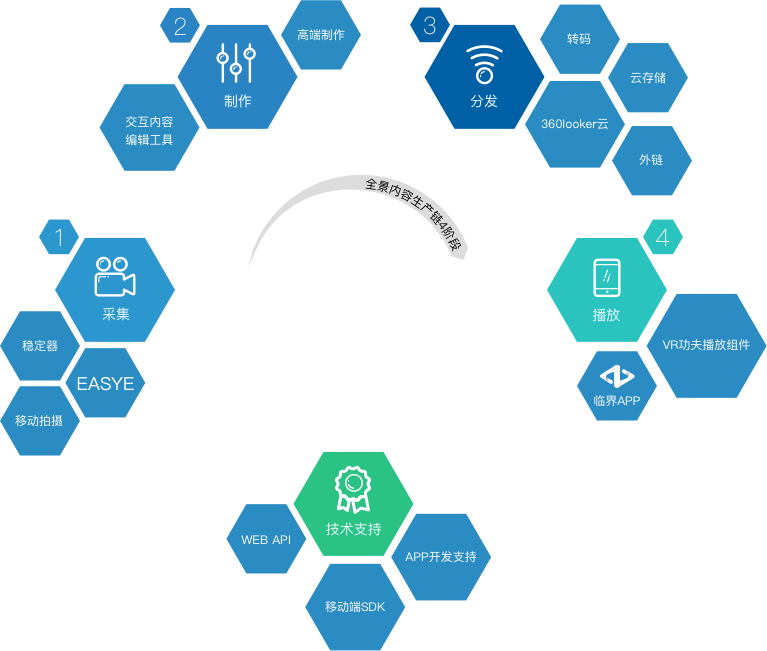 2
制作
高端制作
交互内容
编辑工具
3
分发
转码
云存储
360looker云
外链
全景内容生产链4阶段
1
采集
稳定器
EASYE
移动拍摄
4
播放
VR功夫播放组件
临界APP
技术支持
WEB API
APP开发支持
移动端SDK